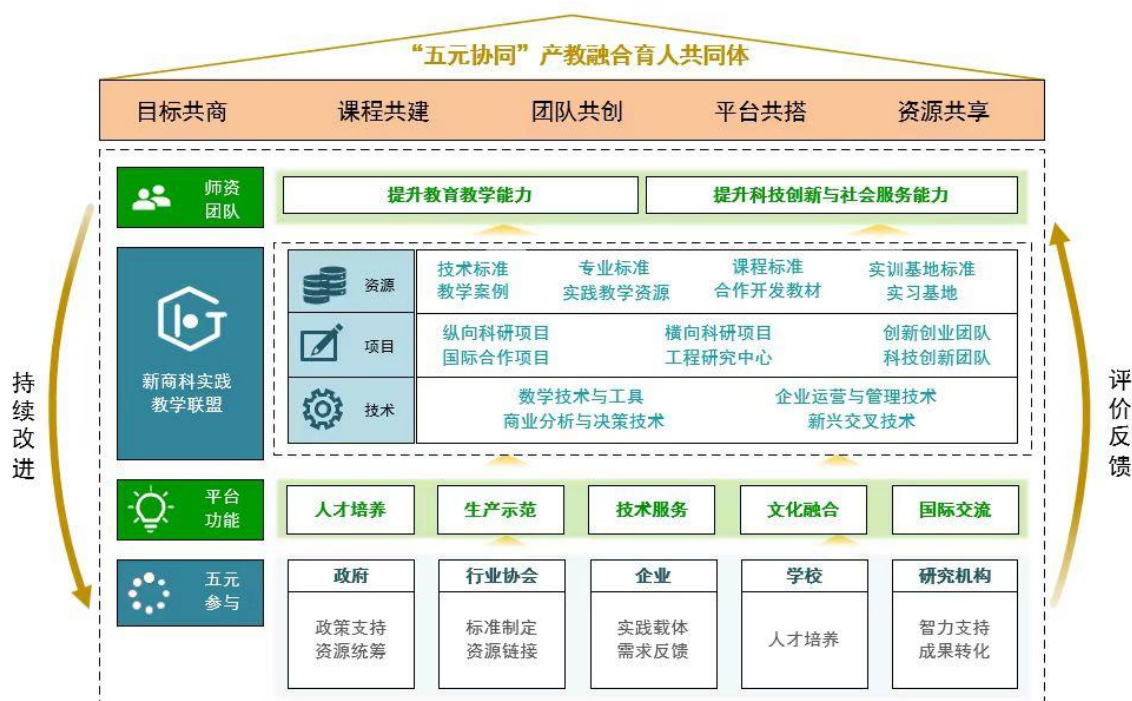 “五元协同”产教融合育人共同体
目标共商 课程共建 团队共创 平台共搭 资源共享
师资
团队
提升教育教学能力 提升科技创新与社会服务能力
新商科实践
教学联盟
资源
技术标准 专业标准 课程标准 实训基地标准
教学案例 实践教学资源 合作开发教材 实习基地
项目
纵向科研项目 横向科研项目 创新创业团队
国际合作项目 工程研究中心 科技创新团队
技术
数学技术与工具 企业运营与管理技术
商业分析与决策技术 新兴交叉技术
平台
功能
人才培养 生产示范 技术服务 文化融合 国际交流
五元
参与
政府
政策支持
资源统筹
行业协会
标准制定
资源链接
企业
实践载体
需求反馈
学校
人才培养
研究机构
智力支持
成果转化
持续改进
评价反馈